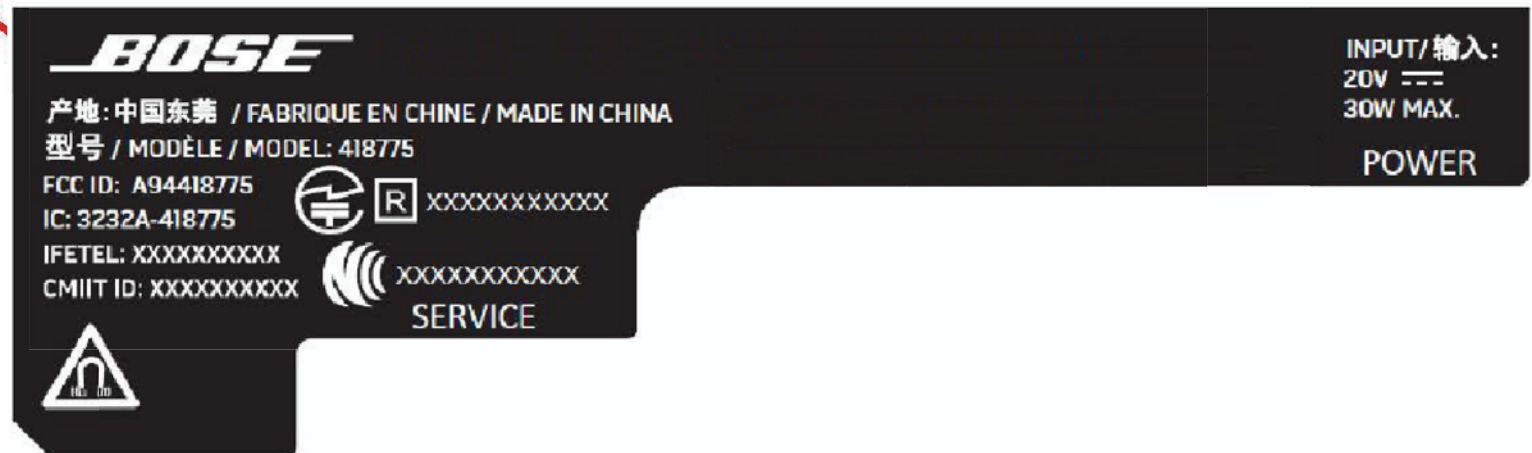 BOSE
产地:中国东莞 / FABRIQUE EN CHINE / MADE IN CHINA
型号 / MODÈLE / MODEL: 418775
FCC ID: A94418775
IC: 3232A-418775
R XXXXXXXXXXX
IFETEL: XXXXXXXXXX
CMIIT ID: XXXXXXXXXX
XXXXXXXXXXX
SERVICE
INPUT/输入:
20V
30W MAX.
POWER